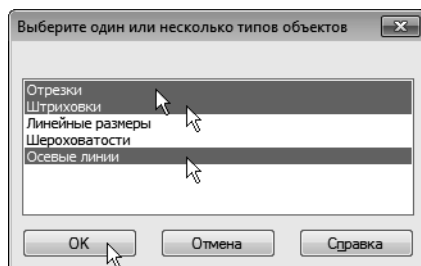 Выберите один или несколько типов объектов
Отрезки
Штриховки
Линейные размеры
Шероховатости
Осевые линии
OK
Отмена
Справка